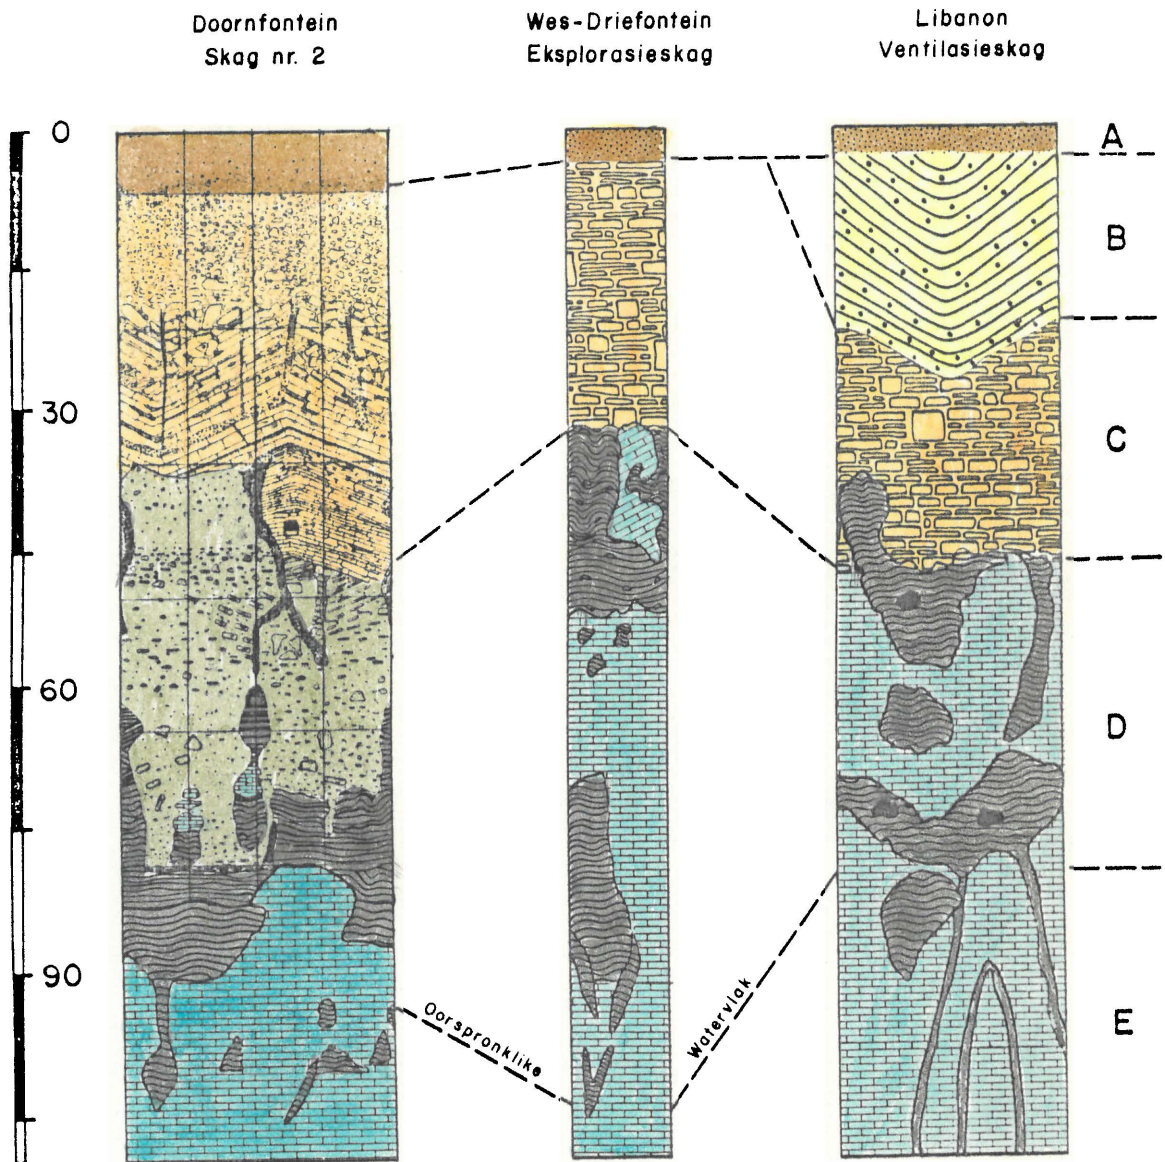 Doornfontein
Skag nr. 2
Wes-Driefontein
Eksplorasieskag
Libanon
Ventilasieskag
0
A
B
30
C
60
D
90
Oorspronklike
Watervlak
E